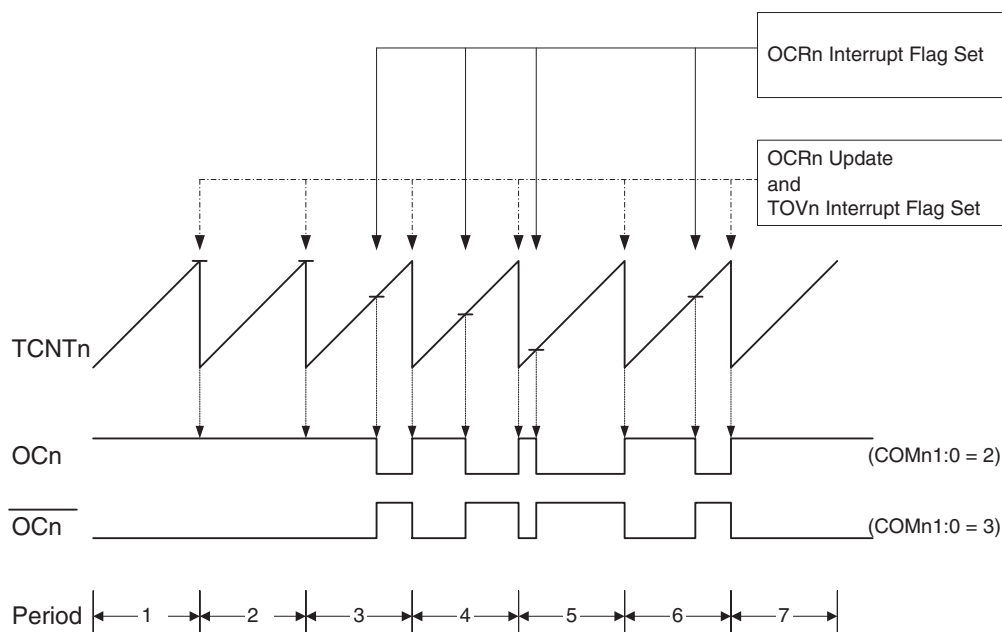 OCRn Interrupt Flag Set
OCRn Update
and
TOVn Interrupt Flag Set
TCNTn
OCn
(COMn1:0 = 2)
OCn
(COMn1:0 = 3)
Period
1
2
3
4
5
6
7